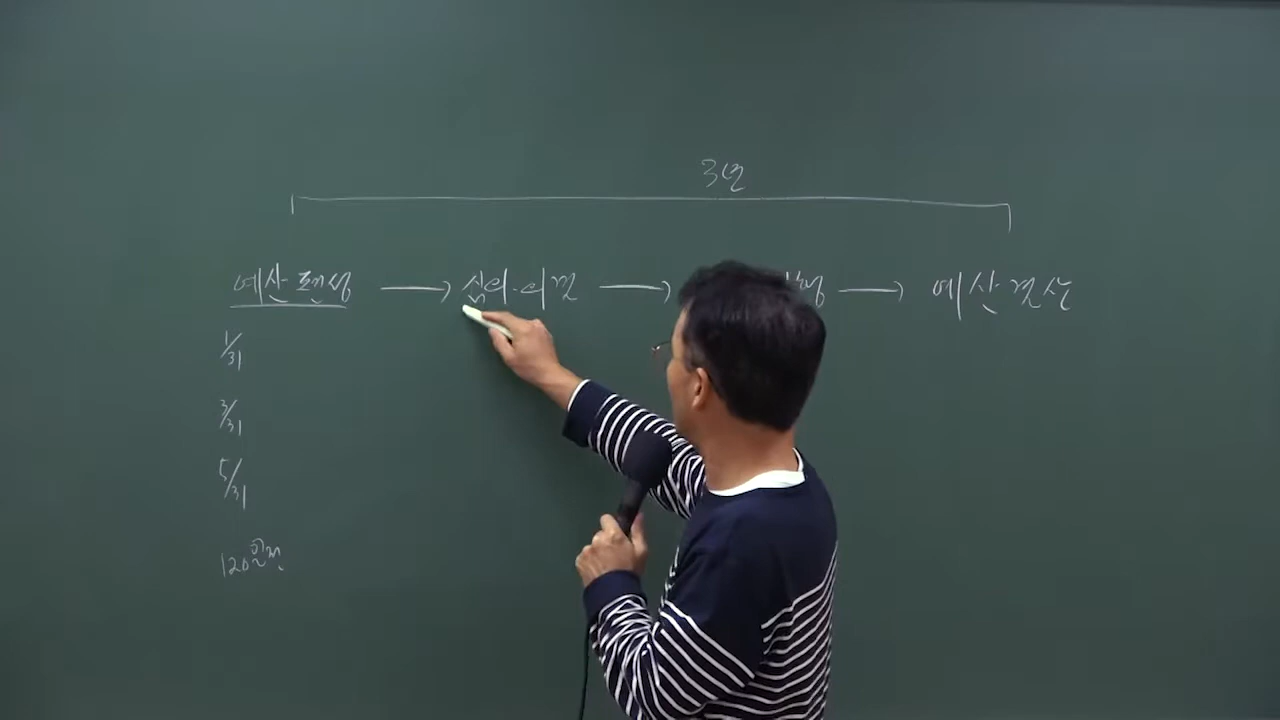 3년
예산편성 → 심의·의결 → 행 → 예산결산
1/31
3/31
5/31
120일전